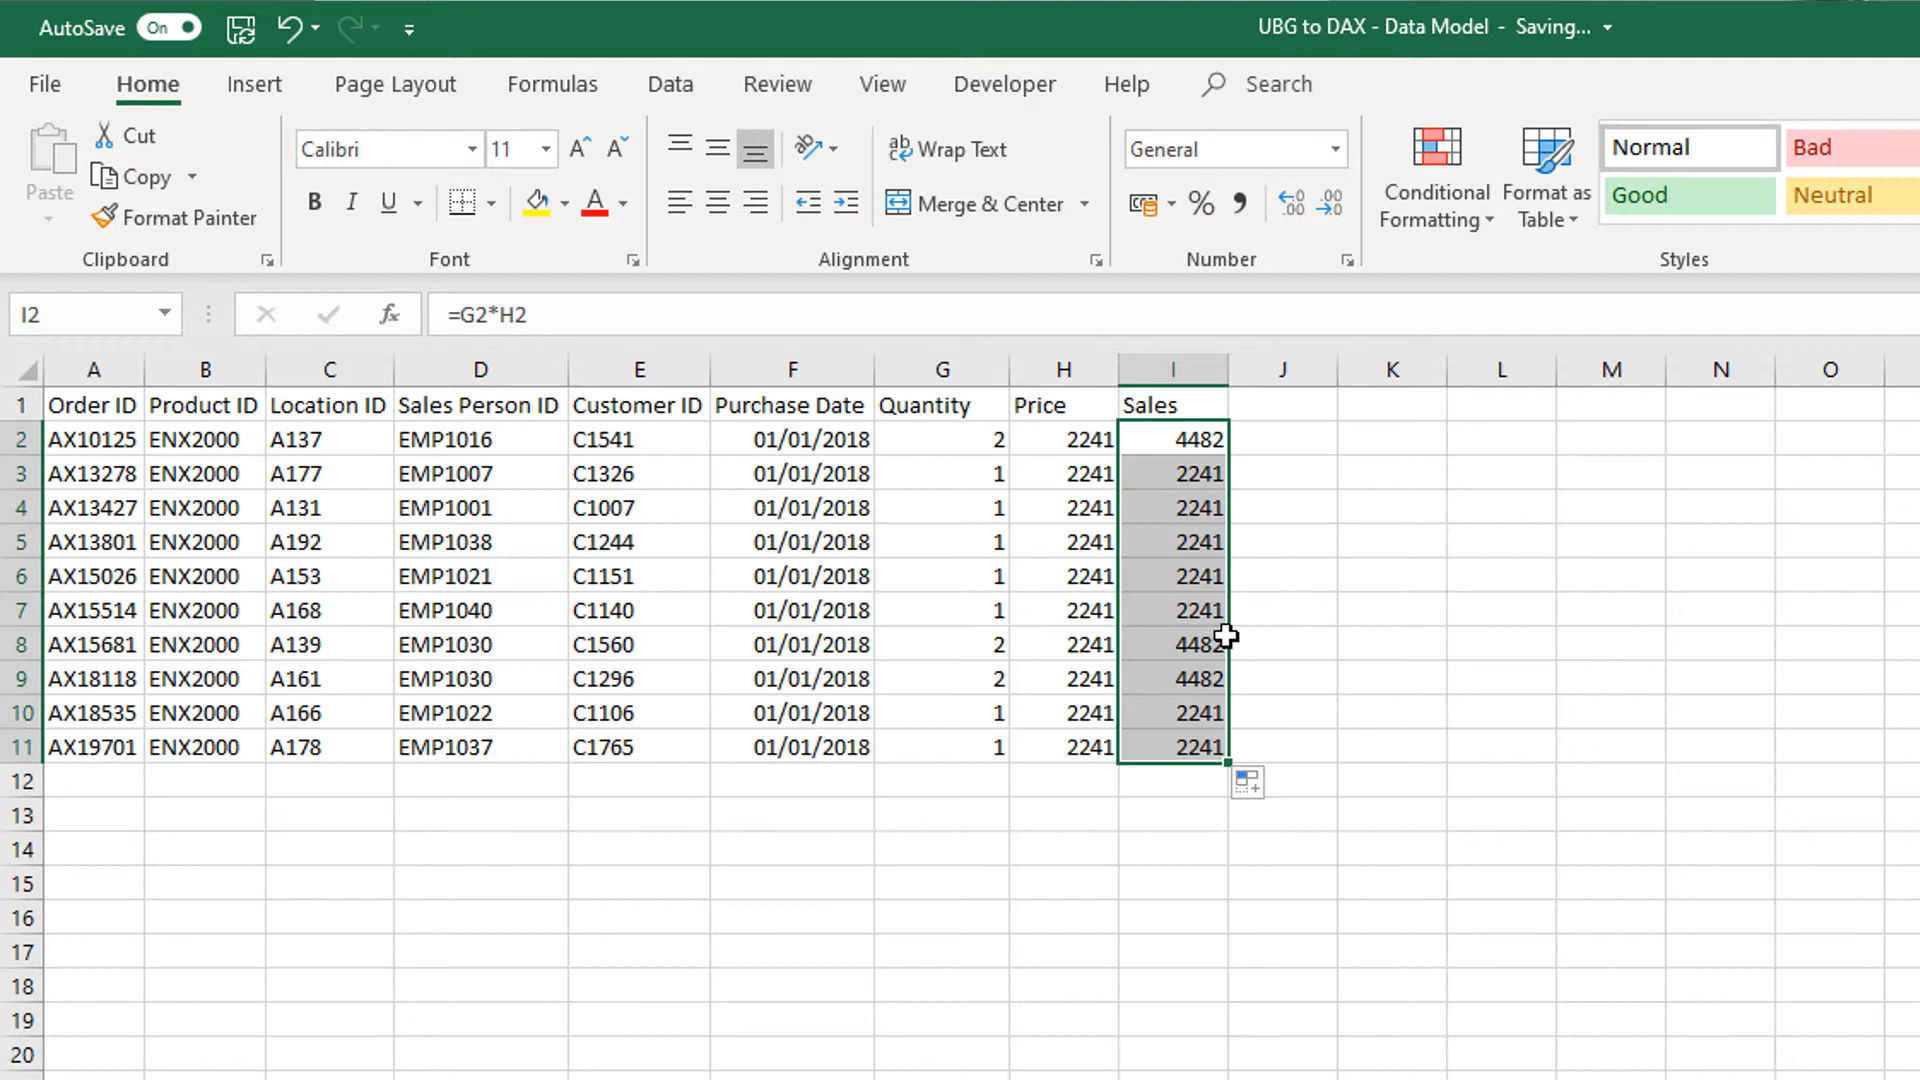 AutoSave On UBG to DAX - Data Model - Saving...
File Home Insert Page Layout Formulas Data Review View Developer Help Search
Paste Cut Copy Format Painter
Clipboard
Calibri 11
B I U
Font
Wrap Text
Merge & Center
Alignment
General
Number
Conditional Formatting
Format as Table
Normal Bad
Good Neutral
Styles
I2 fx =G2*H2
A B C D E F G H I J K L M N O
1 Order ID Product ID Location ID Sales Person ID Customer ID Purchase Date Quantity Price Sales
2 AX10125 ENX2000 A137 EMP1016 C1541 01/01/2018 2 2241 4482
3 AX13278 ENX2000 A177 EMP1007 C1326 01/01/2018 1 2241 2241
4 AX13427 ENX2000 A131 EMP1001 C1007 01/01/2018 1 2241 2241
5 AX13801 ENX2000 A192 EMP1038 C1244 01/01/2018 1 2241 2241
6 AX15026 ENX2000 A153 EMP1021 C1151 01/01/2018 1 2241 2241
7 AX15514 ENX2000 A168 EMP1040 C1140 01/01/2018 1 2241 2241
8 AX15681 ENX2000 A139 EMP1030 C1560 01/01/2018 2 2241 4482
9 AX18118 ENX2000 A161 EMP1030 C1296 01/01/2018 2 2241 4482
10 AX18535 ENX2000 A166 EMP1022 C1106 01/01/2018 1 2241 2241
11 AX19701 ENX2000 A178 EMP1037 C1765 01/01/2018 1 2241 2241
12
13
14
15
16
17
18
19
20